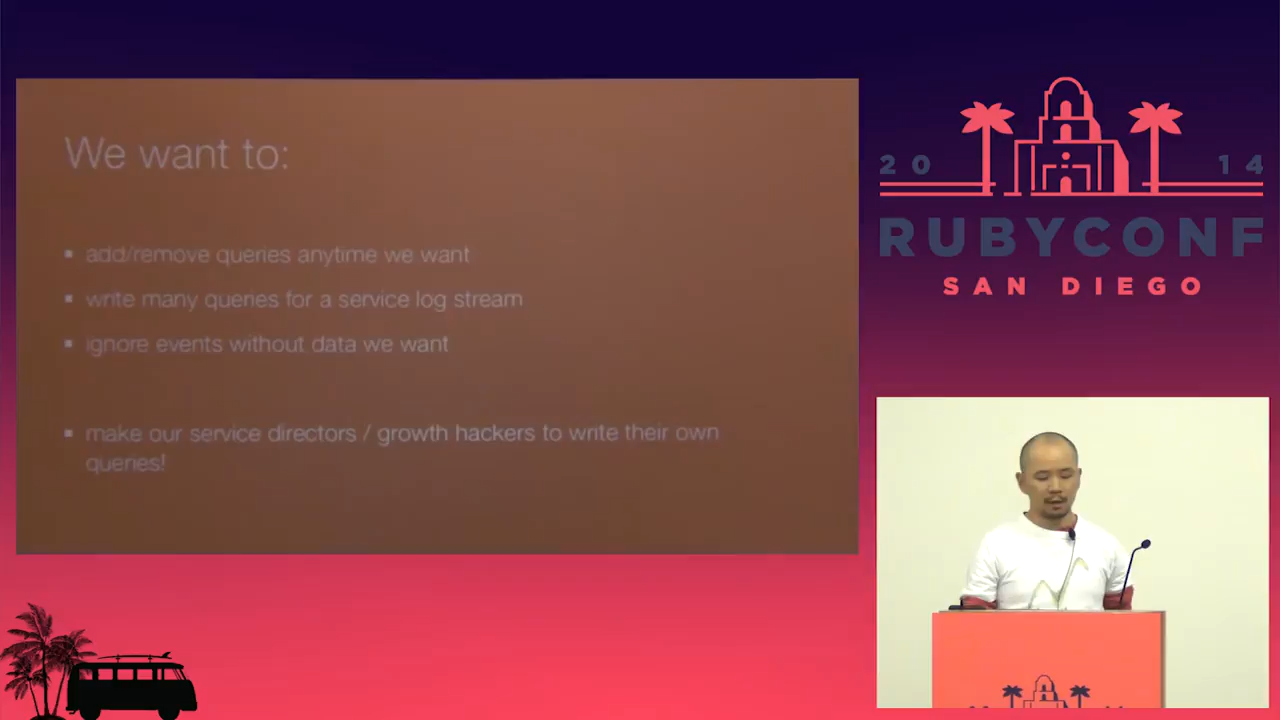 We want to:
add/remove queries anytime we want
write many queries for a service log stream
ignore events without data we want
make our service directors / growth hackers to write their own
queries!
20 14
RUBYCONF
SAN DIEGO